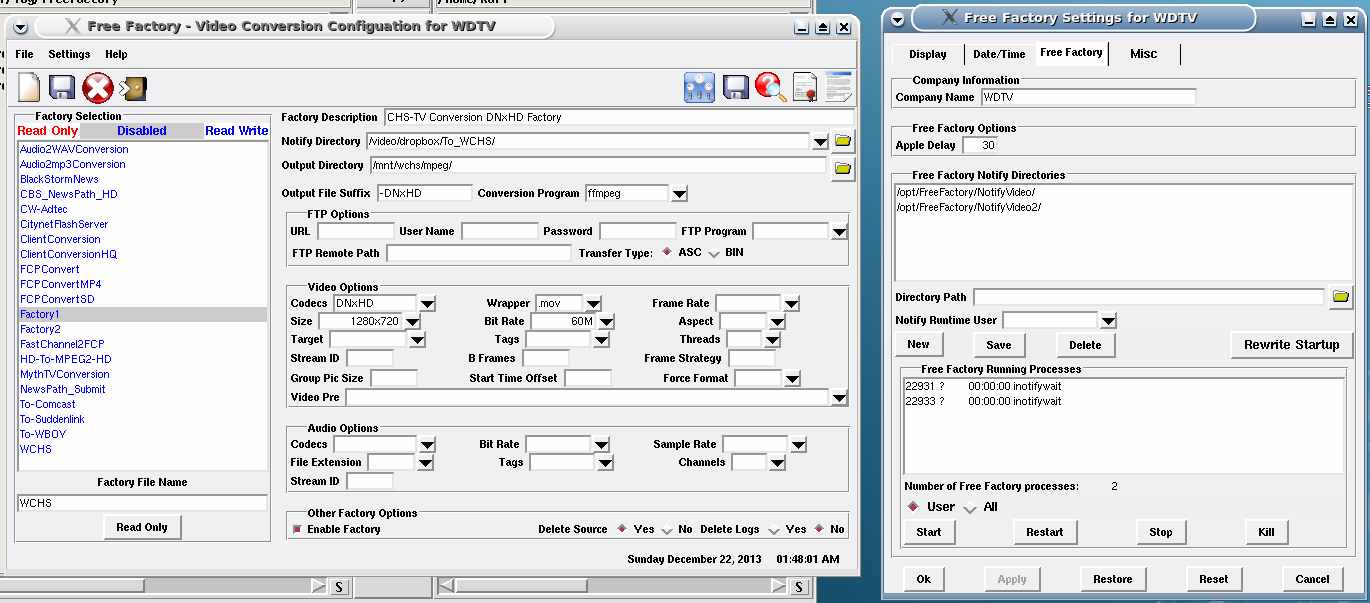 Free Factory - Video Conversion Configuation for WDTV
File Settings Help
Factory Selection
Read Only Disabled Read Write
Audio2WAVConversion
Audio2mp3Conversion
BlackStormNews
CBS_NewsPath_HD
CW-Adtec
CitynetFlashServer
ClientConversion
ClientConversionHQ
FCPConvert
FCPConvertMP4
FCPConvertSD
Factory1
Factory2
FastChannel2FCP
HD-To-MPEG2-HD
MythTVConversion
NewsPath_Submit
To-Comcast
To-Suddenlink
To-WBOY
WCHS
Factory File Name
WCHS
Read Only
Factory Description CHS-TV Conversion DNxHD Factory
Notify Directory /video/dropbox/To_WCHS/
Output Directory /mnt/wchs/mpeg/
Output File Suffix -DNxHD Conversion Program ffmpeg
FTP Options
URL User Name Password FTP Program
FTP Remote Path Transfer Type: ASC BIN
Video Options
Codecs DNxHD Wrapper .mov Frame Rate
Size 1280x720 Bit Rate 60M Aspect
Target Tags Threads
Stream ID B Frames Frame Strategy
Group Pic Size Start Time Offset Force Format
Video Pre
Audio Options
Codecs Bit Rate Sample Rate
File Extension Tags Channels
Stream ID
Other Factory Options
Enable Factory Delete Source Yes No Delete Logs Yes No
Sunday December 22, 2013 01:48:01 AM
S S
Free Factory Settings for WDTV
Display Date/Time Free Factory Misc
Company Information
Company Name WDTV
Free Factory Options
Apple Delay 30
Free Factory Notify Directories
/opt/FreeFactory/NotifyVideo/
/opt/FreeFactory/NotifyVideo2/
Directory Path
Notify Runtime User
New Save Delete Rewrite Startup
Free Factory Running Processes
22931 ? 00:00:00 inotifywait
22933 ? 00:00:00 inotifywait
Number of Free Factory processes: 2
User All
Start Restart Stop Kill
Ok Apply Restore Reset Cancel